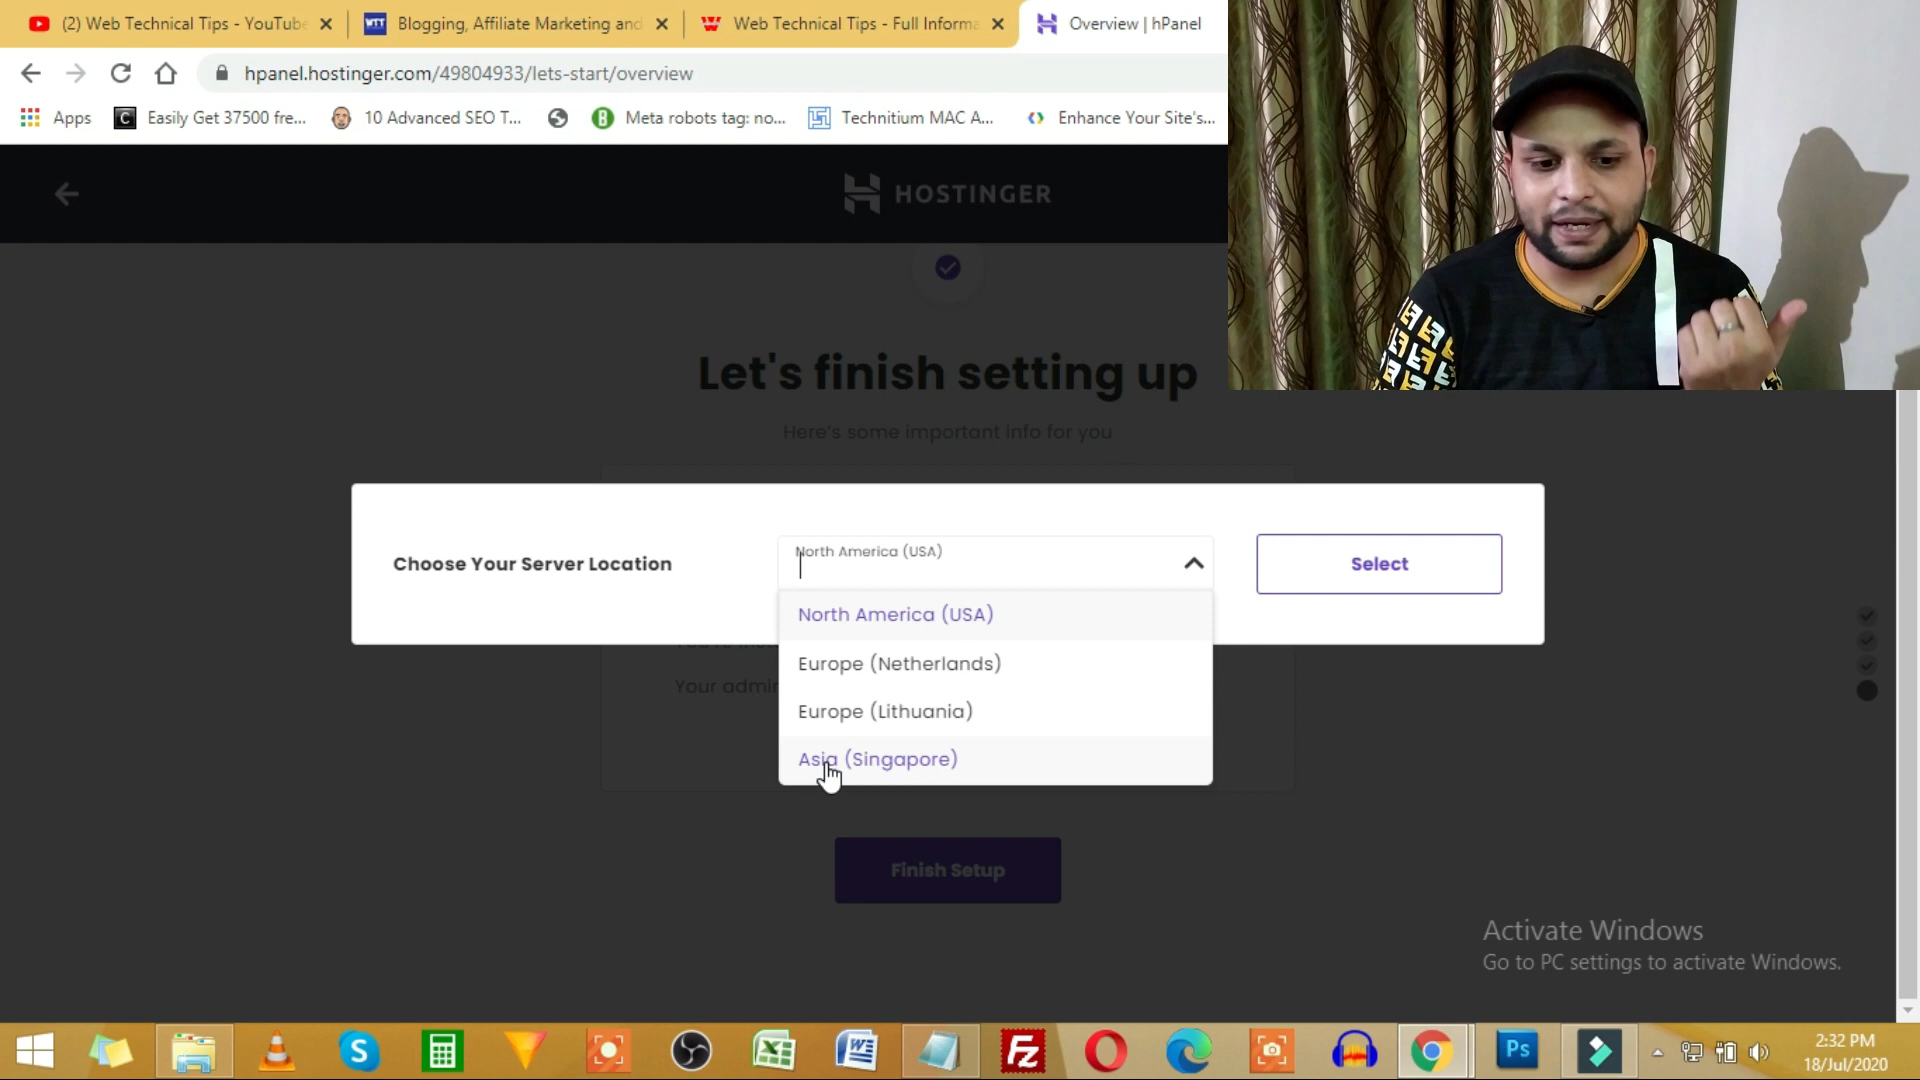 (2) Web Technical Tips - YouTube
WTT Blogging, Affiliate Marketing and
Web Technical Tips - Full Informa
Overview | hPanel
hpanel.hostinger.com/49804933/lets-start/overview
Apps
Easily Get 37500 fre...
10 Advanced SEO T...
Meta robots tag: no...
Technitium MAC A...
Enhance Your Site's...
HOSTINGER
Let's finish setting up
Here's some important info for you
Choose Your Server Location
North America (USA)
Select
North America (USA)
Europe (Netherlands)
Europe (Lithuania)
Your admin
Asia (Singapore)
Finish Setup
Activate Windows
Go to PC settings to activate Windows.
Ps
2:32 PM
18/Jul/2020